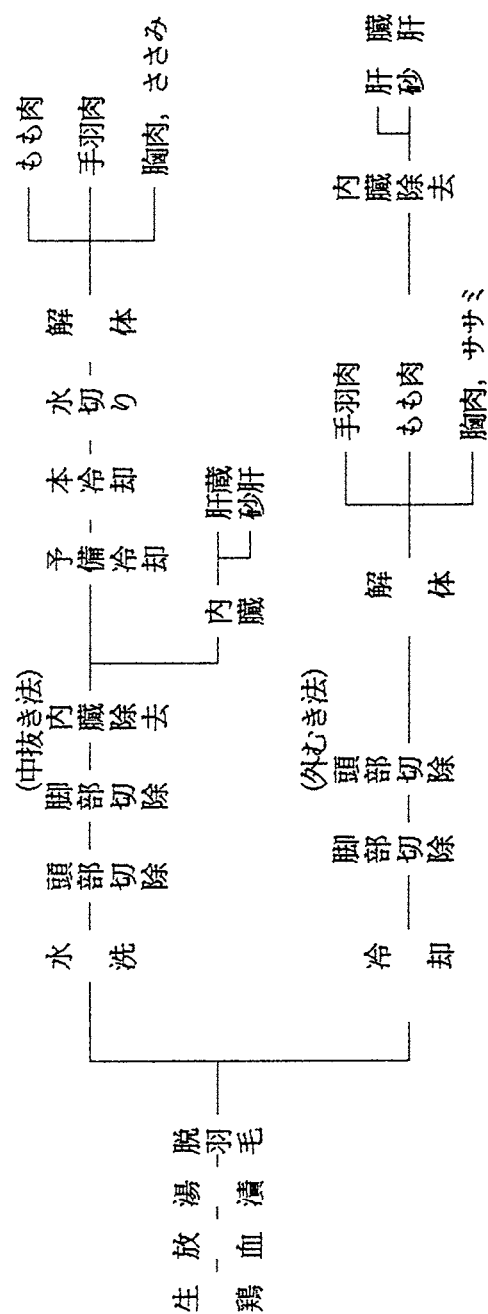 生鶏
放血
湯漬
脱羽毛
水洗
頭部切除
脚部切除
(中抜き法)
内臓除去
予備冷却
本冷却
水切り
解体
もも肉
手羽肉
胸肉, ささみ
内臓
肝蔵
砂肝
冷却
脚部切除
(外むき法)
頭部切除
解体
手羽肉
もも肉
胸肉, ササミ
内臓除去
肝臓
砂肝